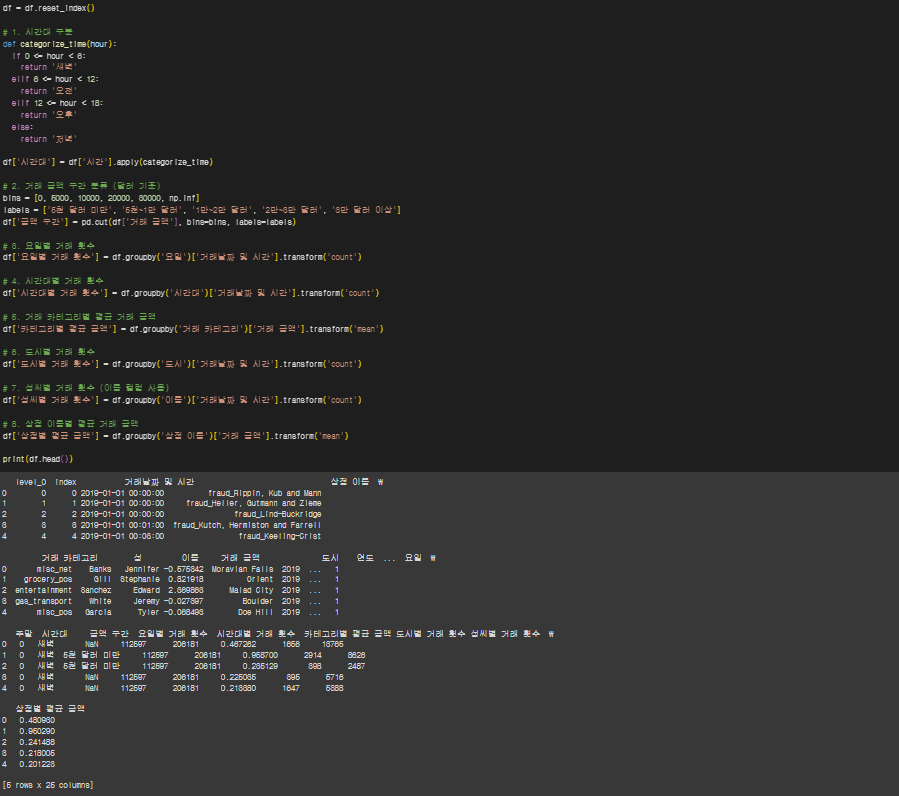 df = df.reset_index()
# 1. 시간대 구분
def categorize_time(hour):
  if 0 <= hour < 6:
    return '새벽'
  elif 6 <= hour < 12:
    return '오전'
  elif 12 <= hour < 18:
    return '오후'
  else:
    return '저녁'
df['시간대'] = df['시간'].apply(categorize_time)
# 2. 거래 금액 구간 분류 (달러 기준)
bins = [0, 5000, 10000, 20000, 30000, np.inf]
labels = ['5천 달러 미만', '5천~1만 달러', '1만~2만 달러', '2만~3만 달러', '3만 달러 이상']
df['금액 구간'] = pd.cut(df['거래 금액'], bins=bins, labels=labels)
# 3. 요일별 거래 횟수
df['요일별 거래 횟수'] = df.groupby('요일')['거래날짜 및 시간'].transform('count')
# 4. 시간대별 거래 횟수
df['시간대별 거래 횟수'] = df.groupby('시간대')['거래날짜 및 시간'].transform('count')
# 5. 거래 카테고리별 평균 거래 금액
df['카테고리별 평균 금액'] = df.groupby('거래 카테고리')['거래 금액'].transform('mean')
# 6. 도시별 거래 횟수
df['도시별 거래 횟수'] = df.groupby('도시')['거래날짜 및 시간'].transform('count')
# 7. 성씨별 거래 횟수 (이름 컬럼 사용)
df['성씨별 거래 횟수'] = df.groupby('이름')['거래날짜 및 시간'].transform('count')
# 8. 상점 이름별 평균 거래 금액
df['상점별 평균 금액'] = df.groupby('상점 이름')['거래 금액'].transform('mean')
print(df.head())
level_0 index 거래날짜 및 시간 상점 이름 ₩
0 0 0 2019-01-01 00:00:00 fraud_Rippin, Kub and Mann
1 1 1 2019-01-01 00:00:00 fraud_Heller, Gutmann and Zieme
2 2 2 2019-01-01 00:00:00 fraud_Lind-Buckridge
3 3 3 2019-01-01 00:01:00 fraud_Kutch, Hermiston and Farrell
4 4 4 2019-01-01 00:03:00 fraud_Keeling-Crist
거래 카테고리 성 이름 거래 금액 도시 연도 ... 요일 ₩
0 misc_net Banks Jennifer -0.575342 Moravian Falls 2019 ... 1
1 grocery_pos Gill Stephanie 0.821918 Orient 2019 ... 1
2 entertainment Sanchez Edward 2.369863 Malad City 2019 ... 1
3 gas_transport White Jeremy -0.027397 Boulder 2019 ... 1
4 misc_pos Garcia Tyler -0.068493 Doe Hill 2019 ... 1
주말 시간대 금액 구간 요일별 거래 횟수 시간대별 거래 횟수 카테고리별 평균 금액 도시별 거래 횟수 성씨별 거래 횟수 ₩
0 0 새벽 NaN 112597 206181 0.467262 1656 13765
1 0 새벽 5천 달러 미만 112597 206181 0.958700 2914 8626
2 0 새벽 5천 달러 미만 112597 206181 0.235129 898 2487
3 0 새벽 NaN 112597 206181 0.225035 895 5716
4 0 새벽 NaN 112597 206181 0.213380 1647 5388
상점별 평균 금액
0 0.480980
1 0.950290
2 0.241488
3 0.218005
4 0.201223
[5 rows x 25 columns]